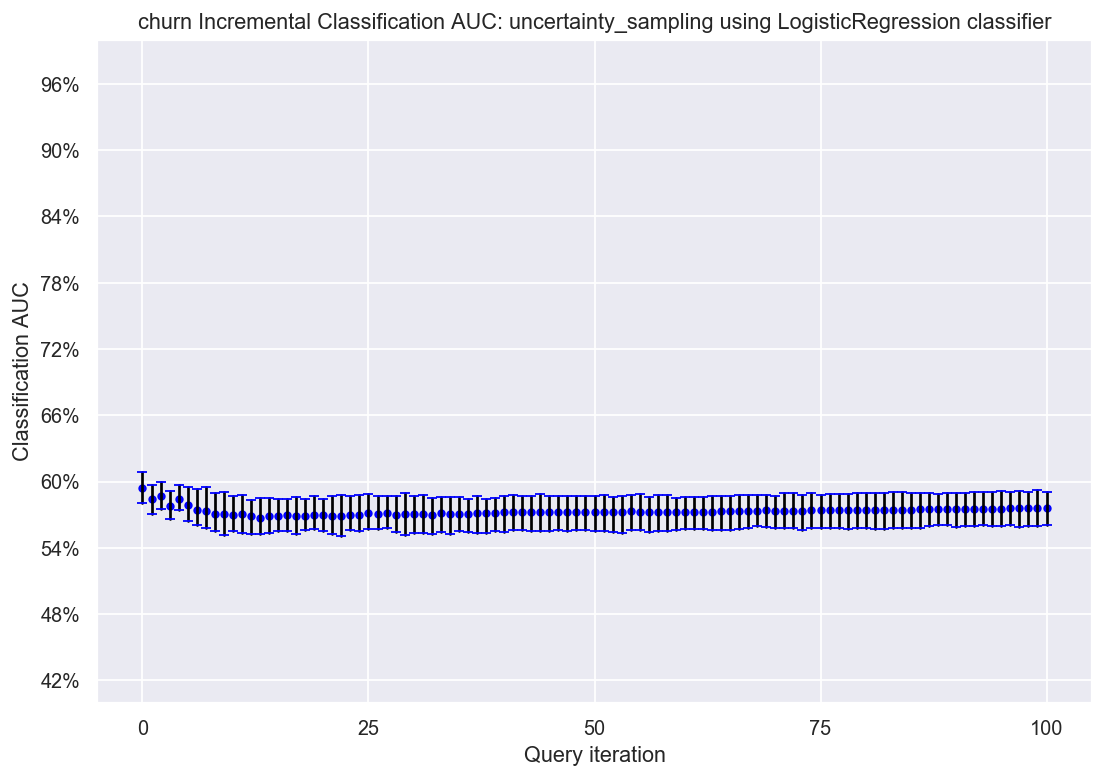 churn Incremental Classification AUC: uncertainty_sampling using LogisticRegression classifier
96%
90%
84%
78%
72%
66%
60%
54%
48%
42%
Classification AUC
0 25 50 75 100
Query iteration